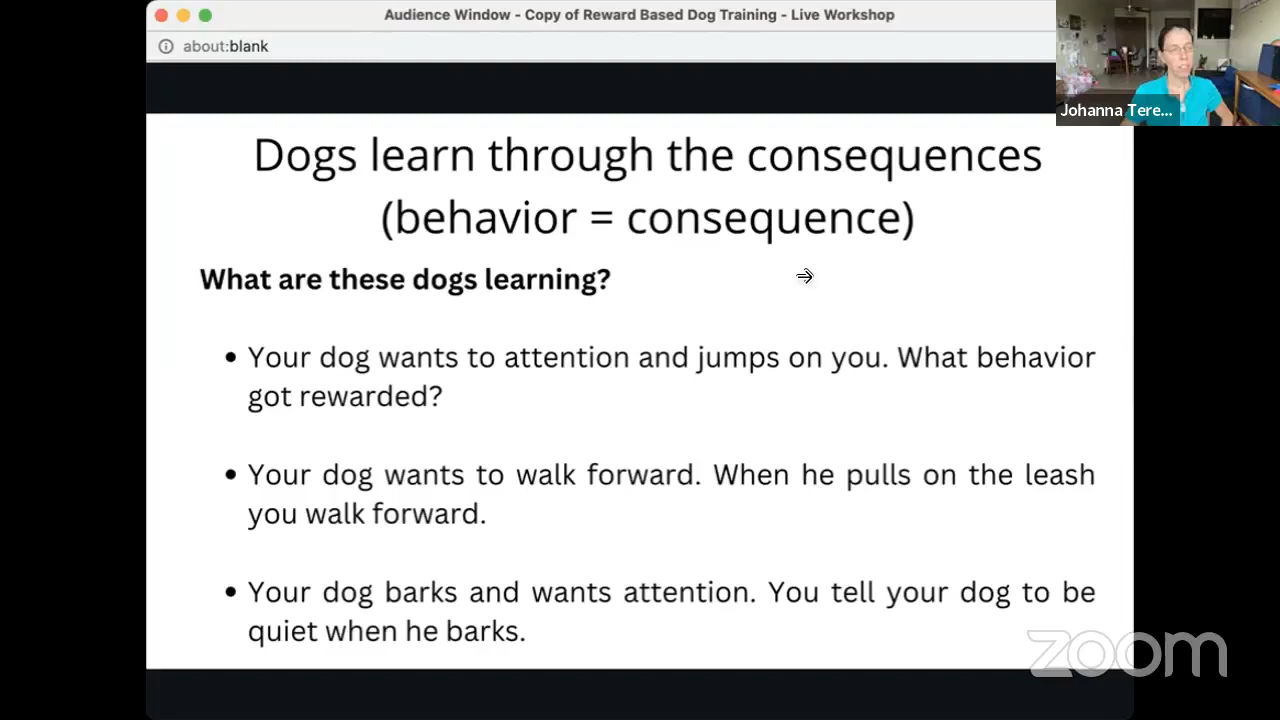 Audience Window - Copy of Reward Based Dog Training - Live Workshop
about:blank
Johanna Tere...
Dogs learn through the consequences
(behavior = consequence)
What are these dogs learning?
• Your dog wants to attention and jumps on you. What behavior
got rewarded?
• Your dog wants to walk forward. When he pulls on the leash
you walk forward.
• Your dog barks and wants attention. You tell your dog to be
quiet when he barks.
zoom